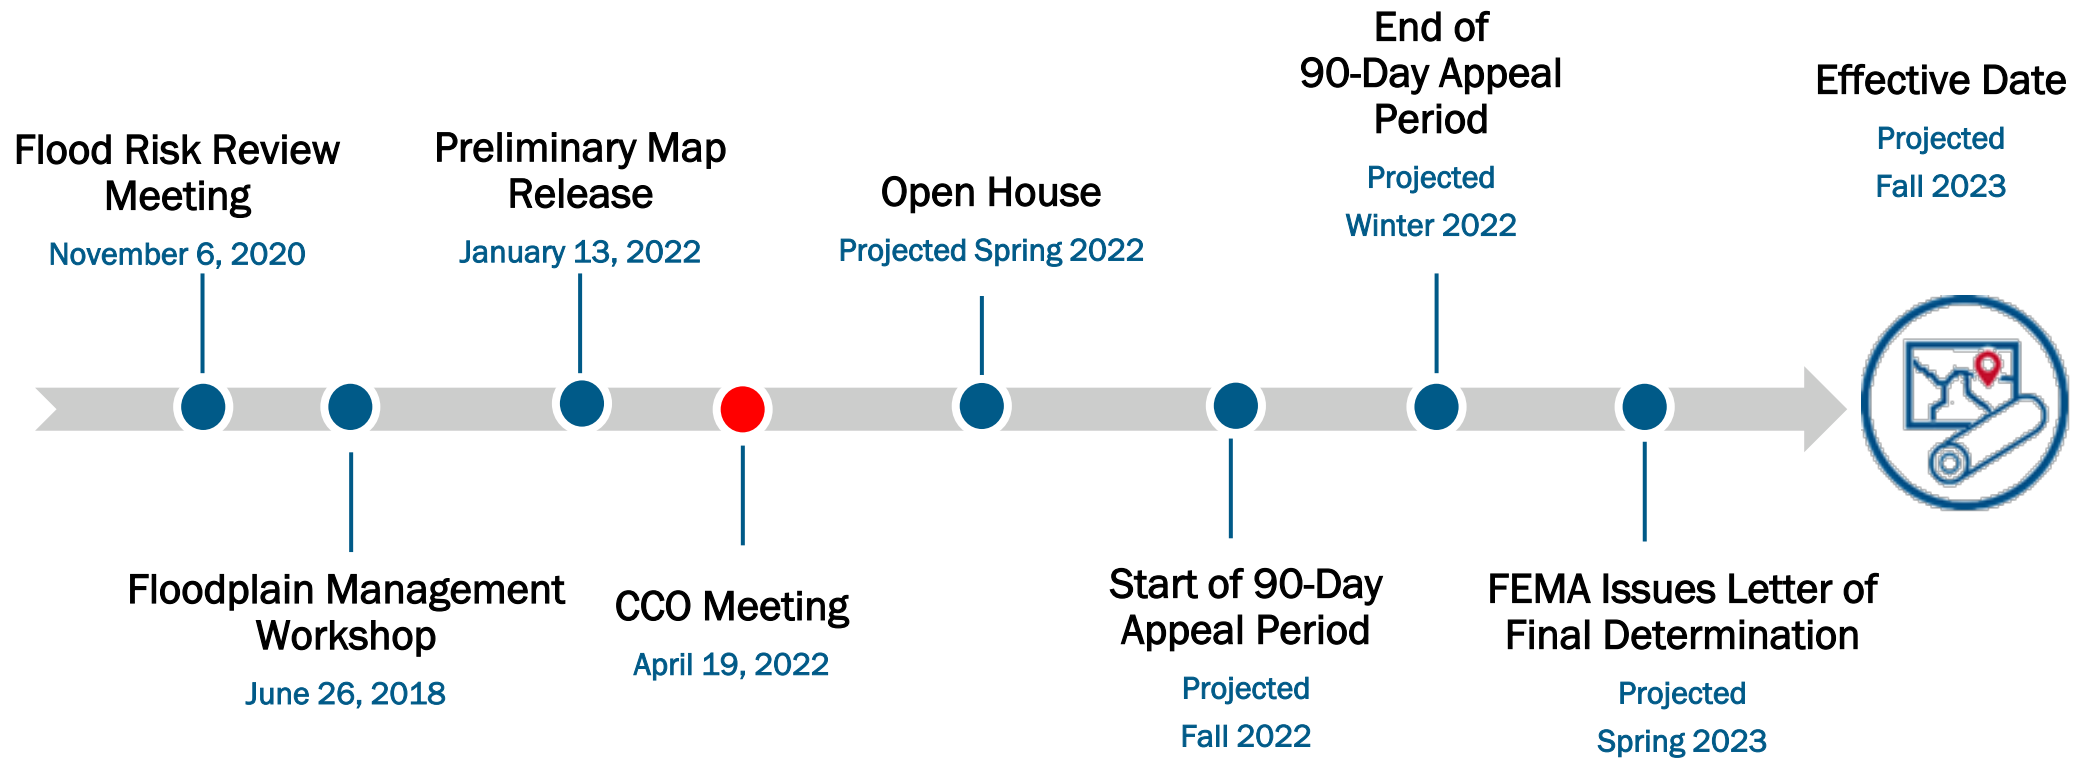 Flood Risk Review
Meeting
November 6, 2020
Floodplain Management
Workshop
June 26, 2018
Preliminary Map
Release
January 13, 2022
CCO Meeting
April 19, 2022
Open House
Projected Spring 2022
Start of 90-Day
Appeal Period
Projected
Fall 2022
End of
90-Day Appeal
Period
Projected
Winter 2022
FEMA Issues Letter of
Final Determination
Projected
Spring 2023
Effective Date
Projected
Fall 2023